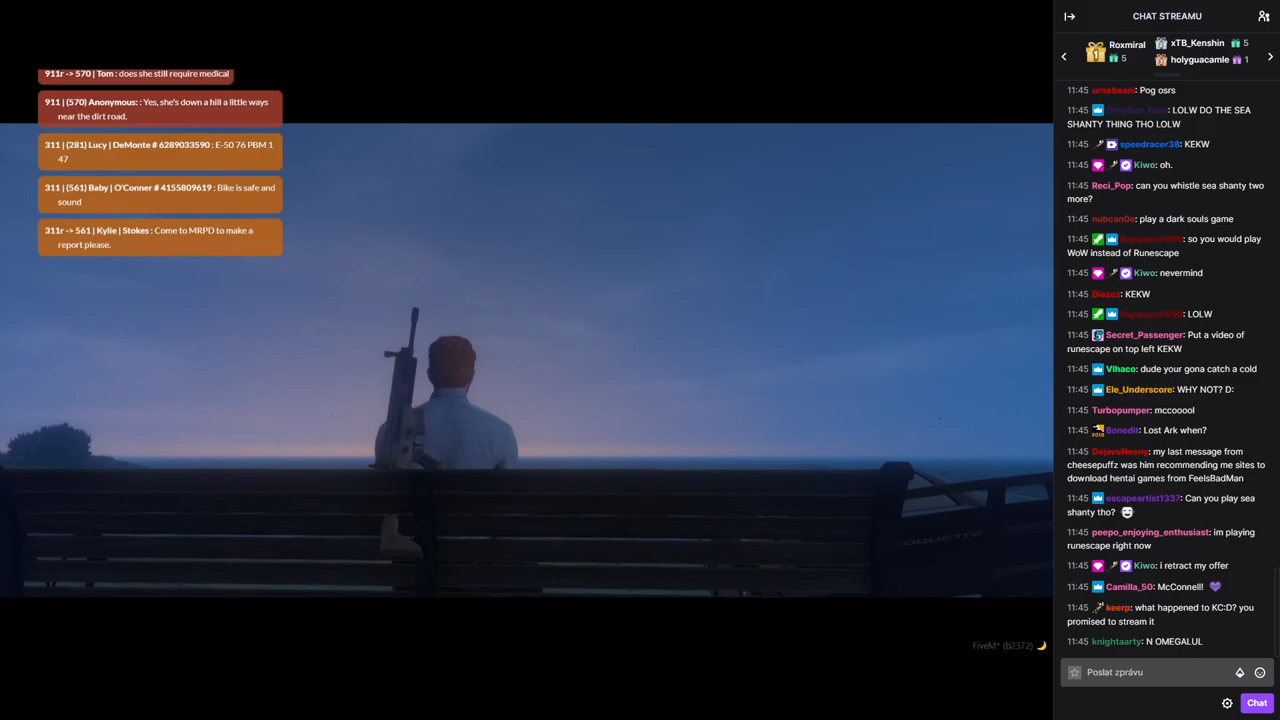 911r -> 570 | Tom : does she still require medical
911 | (570) Anonymous: : Yes, she's down a hill a little ways
near the dirt road.
311 | (281) Lucy | DeMonte # 6289033590 : E-50 76 PBM 1
47
311 | (561) Baby | O'Conner # 4155809619 : Bike is safe and
sound
311r -> 561 | Kylie | Stokes : Come to MRPD to make a
report please.
COQUETTE
FiveM* (b2372)
CHAT STREAMU
1
Roxmiral
5
xTB_Kenshin 5
holyguacamle 1
11:45 urnebeani: Pog osrs
11:45 DirtyDan_Fuse: LOLW DO THE SEA
SHANTY THING THO LOLW
11:45 speedracer38: KEKW
11:45 Kiwo: oh.
11:45 Reci_Pop: can you whistle sea shanty two
more?
11:45 nubcan0e: play a dark souls game
11:45 : so you would play
WoW instead of Runescape
11:45 Kiwo: nevermind
11:45 Diazcz: KEKW
11:45 : LOLW
11:45 Secret_Passenger: Put a video of
runescape on top left KEKW
11:45 Vlhaco: dude your gona catch a cold
11:45 Ele_Underscore: WHY NOT? D:
11:45 Turbopumper: mccooool
11:45 2015 Bonedit: Lost Ark when?
11:45 DejavuNeony: my last message from
cheesepuffz was him recommending me sites to
download hentai games from FeelsBadMan
11:45 escapeartist1337: Can you play sea
shanty tho?
11:45 peepo_enjoying_enthusiast: im playing
runescape right now
11:45 Kiwo: i retract my offer
11:45 Camilla_50: McConnell!
11:45 keerp: what happened to KC:D? you
promised to stream it
11:45 knightaarty: N OMEGALUL
Poslat zprávu
Chat